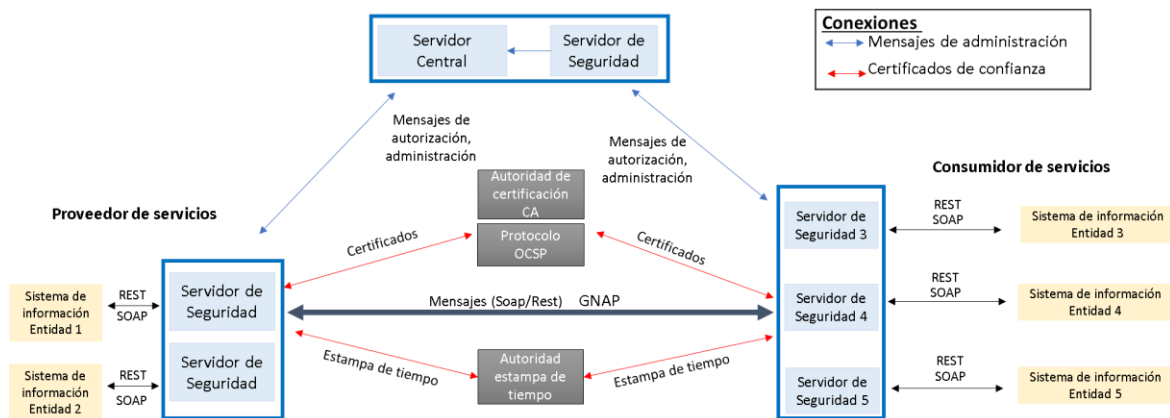 Servidor
Central
Servidor de
Seguridad
Conexiones
Mensajes de administración
Certificados de confianza
Mensajes de
autorización,
administración
Mensajes de
autorización,
administración
Autoridad de
certificación
CA
Protocolo
OCSP
Proveedor de servicios
Consumidor de servicios
Certificados
Certificados
Servidor de
Seguridad 3
REST
SOAP
Sistema de información
Entidad 3
Sistema de
información
Entidad 1
REST
SOAP
Servidor de
Seguridad
Mensajes (Soap/Rest) GNAP
Servidor de
Seguridad 4
REST
SOAP
Sistema de información
Entidad 4
Sistema de
información
Entidad 2
REST
SOAP
Servidor de
Seguridad
Estampa de tiempo
Autoridad
estampa de
tiempo
Estampa de tiempo
Servidor de
Seguridad 5
REST
SOAP
Sistema de información
Entidad 5